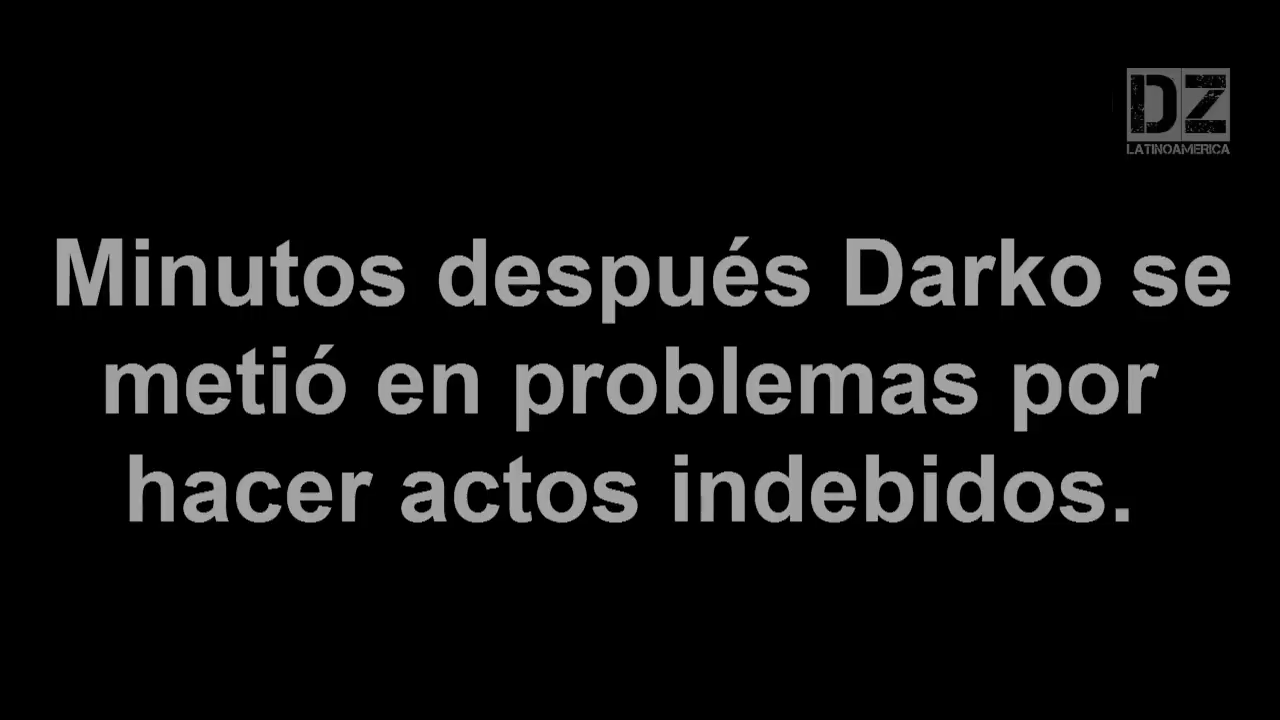 DZ
LATINOAMERICA
Minutos después Darko se
metió en problemas por
hacer actos indebidos.